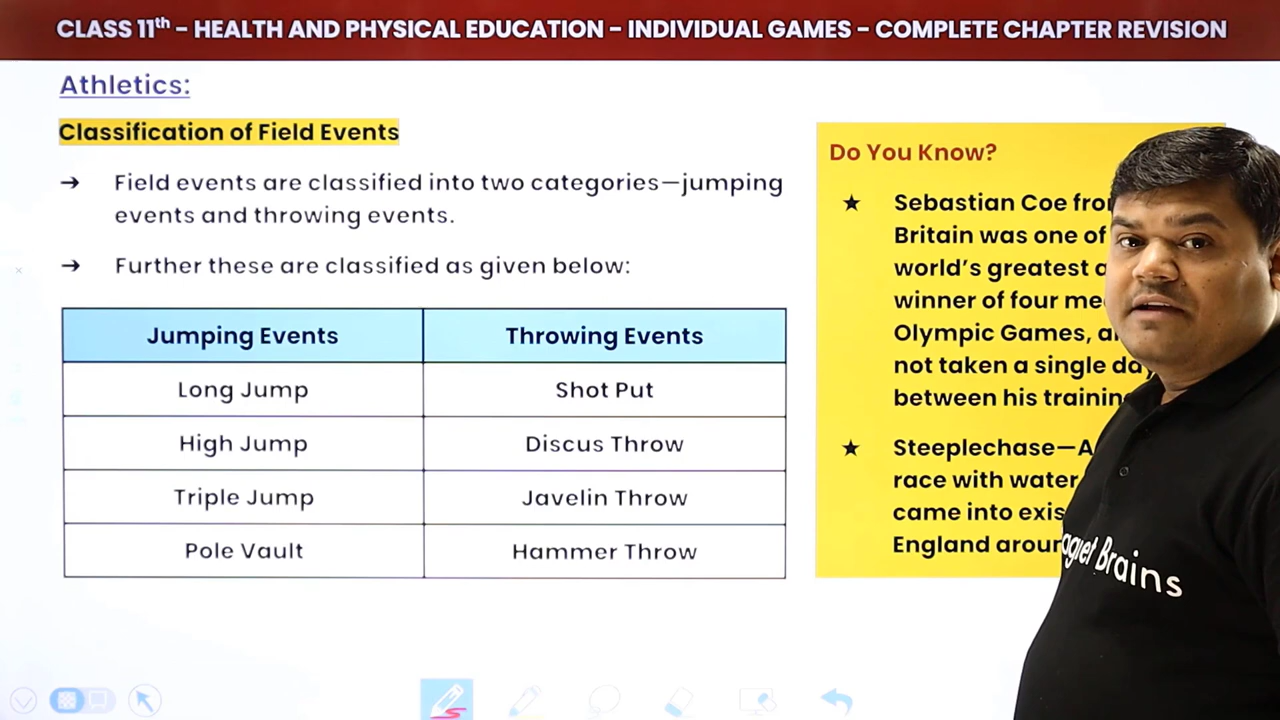 CLASS 11th – HEALTH AND PHYSICAL EDUCATION – INDIVIDUAL GAMES – COMPLETE CHAPTER REVISION
Athletics:
Classification of Field Events
→ Field events are classified into two categories—jumping
events and throwing events.
→ Further these are classified as given below:
Jumping Events Throwing Events
Long Jump Shot Put
High Jump Discus Throw
Triple Jump Javelin Throw
Pole Vault Hammer Throw
Do You Know?
★ Sebastian Coe
Britain was one of
world's greatest
winner of four
Olympic Games,
not taken a single day
between his
★ Steeplechase—
race with water
came into
England
Brains